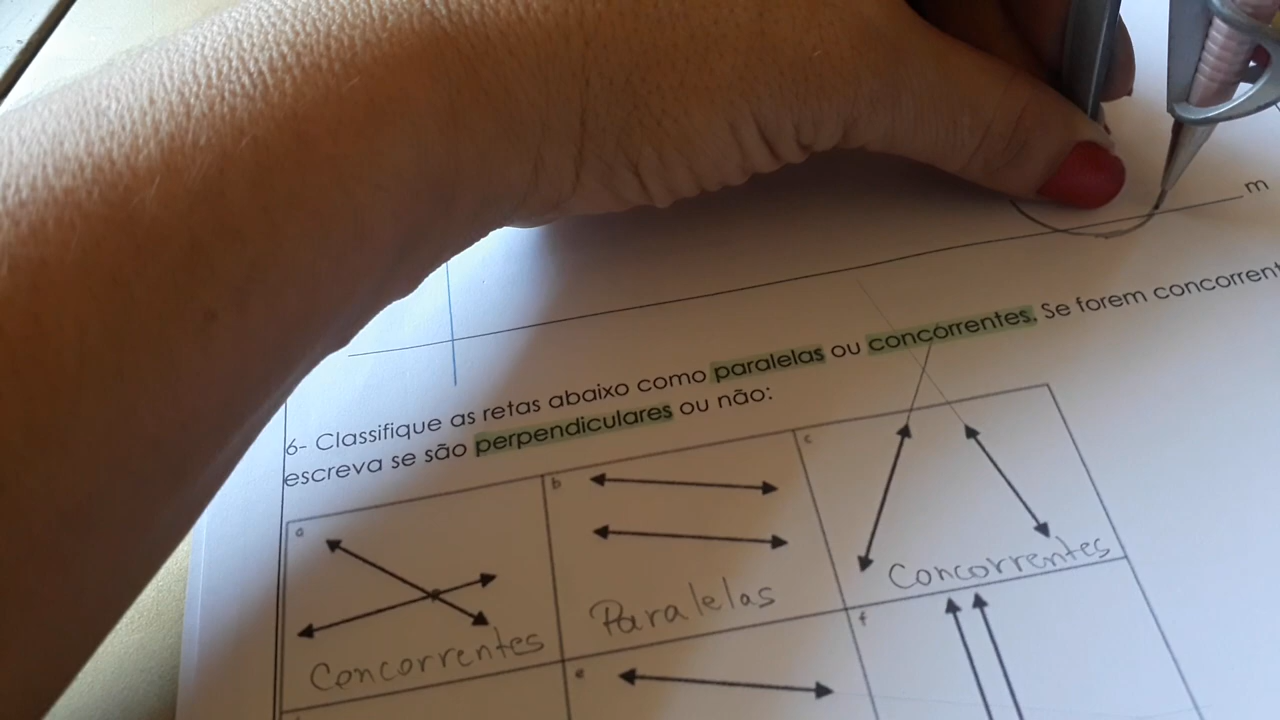 m
6- Classifique as retas abaixo como paralelas ou concorrentes. Se forem concorrent
escreva se são perpendiculares ou não:
a
b
c
Concorrentes
Paralelas
Concorrentes
e
f